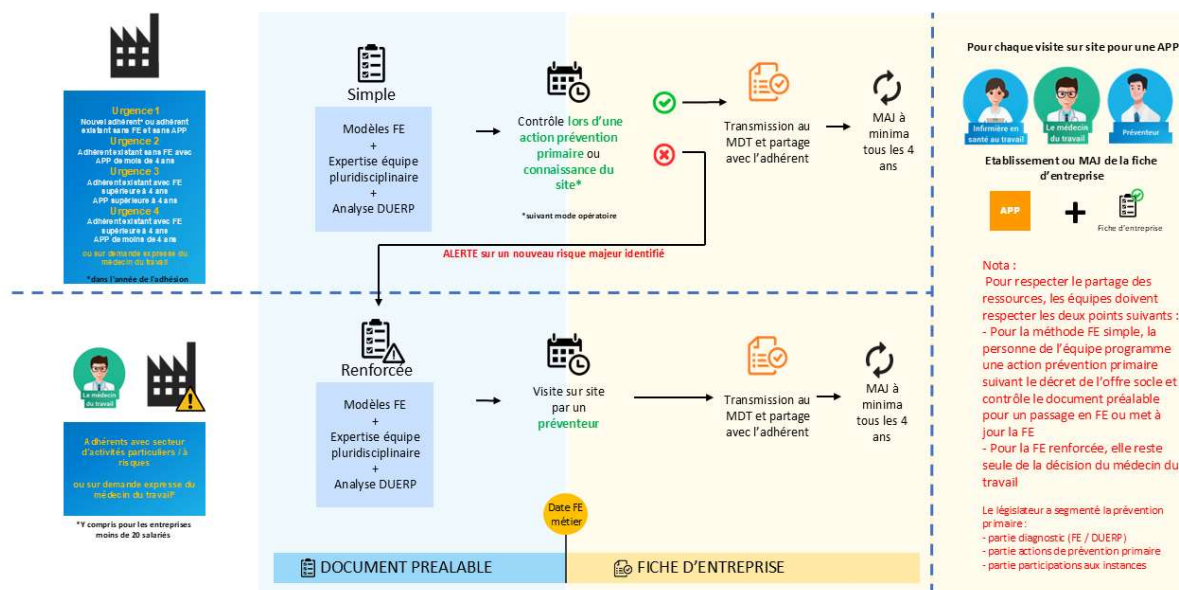 Urgence 1
Nouvel adhérent* ou adhérent
existant sans FE et sans APP
Urgence 2
Adhérent existant sans FE avec
APP de mois de 4 ans
Urgence 3
Adhérent existant avec FE
supérieure à 4 ans
APP supérieure à 4 ans
Urgence 4
Adhérent existant avec FE
supérieure à 4 ans
APP de moins de 4 ans
ou sur demande expresse du
médecin du travail
*dans l'année de l'adhésion
Simple
Modèles FE
+
Expertise équipe
pluridisciplinaire
+
Analyse DUERP
Contrôle lors d'une
action prévention
primaire ou
connaissance du
site*
*suivant mode opératoire
Transmission au
MDT et partage
avec l'adhérent
MAJ à
minima
tous les 4
ans
ALERTE sur un nouveau risque majeur identifié
Le médecin
du travail
Adhérents avec secteur
d'activités particuliers / à
risques
ou sur demande expresse du
médecin du travail*
*Y compris pour les entreprises
moins de 20 salariés
Renforcée
Modèles FE
+
Expertise équipe
pluridisciplinaire
+
Analyse DUERP
Visite sur site
par un
préventeur
Transmission au
MDT et partage
avec l'adhérent
MAJ à
minima
tous les 4
ans
Date FE
métier
DOCUMENT PREALABLE
FICHE D'ENTREPRISE
Pour chaque visite sur site pour une APP
Infirmière en
santé au travail
Le médecin
du travail
Préventeur
Etablissement ou MAJ de la fiche
d'entreprise
APP
+
Fiche d'entreprise
Nota :
Pour respecter le partage des
ressources, les équipes doivent
respecter les deux points suivants :
- Pour la méthode FE simple, la
personne de l'équipe programme
une action prévention primaire
suivant le décret de l'offre socle et
contrôle le document préalable
pour un passage en FE ou met à
jour la FE
- Pour la FE renforcée, elle reste
seule de la décision du médecin du
travail
Le législateur a segmenté la prévention
primaire :
- partie diagnostic (FE / DUERP)
- partie actions de prévention primaire
- partie participations aux instances